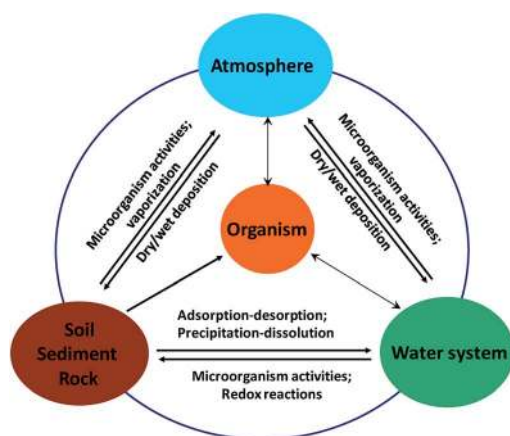 Atmosphere
Microorganism activities;
vaporization
Dry/wet deposition
Microorganism activities;
vaporization
Dry/wet deposition
Organism
Soil
Sediment
Rock
Adsorption-desorption;
Precipitation-dissolution
Water system
Microorganism activities;
Redox reactions